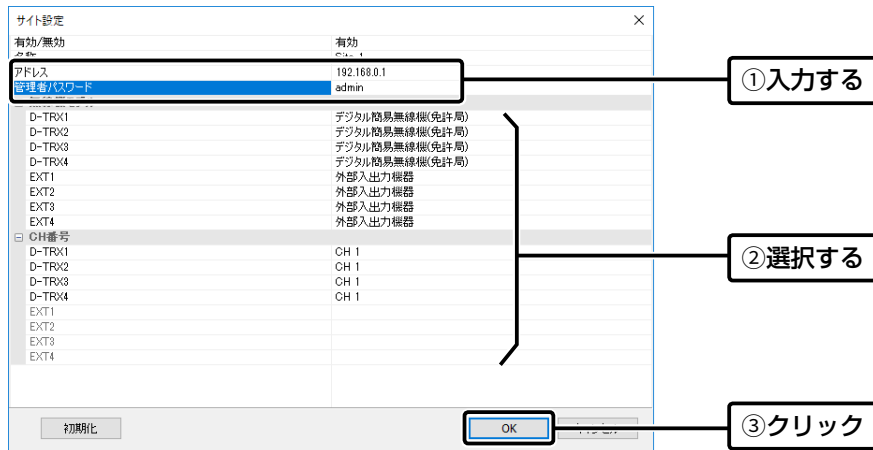 サイト設定
有効/無効 有効
アドレス 192.168.0.1
管理者パスワード admin
①入力する
D-TRX1 デジタル簡易無線機(免許局)
D-TRX2 デジタル簡易無線機(免許局)
D-TRX3 デジタル簡易無線機(免許局)
D-TRX4 デジタル簡易無線機(免許局)
EXT1 外部入出力機器
EXT2 外部入出力機器
EXT3 外部入出力機器
EXT4 外部入出力機器
CH番号
D-TRX1 CH 1
②選択する
D-TRX2 CH 1
D-TRX3 CH 1
D-TRX4 CH 1
EXT1
EXT2
EXT3
EXT4
初期化 OK
③クリック